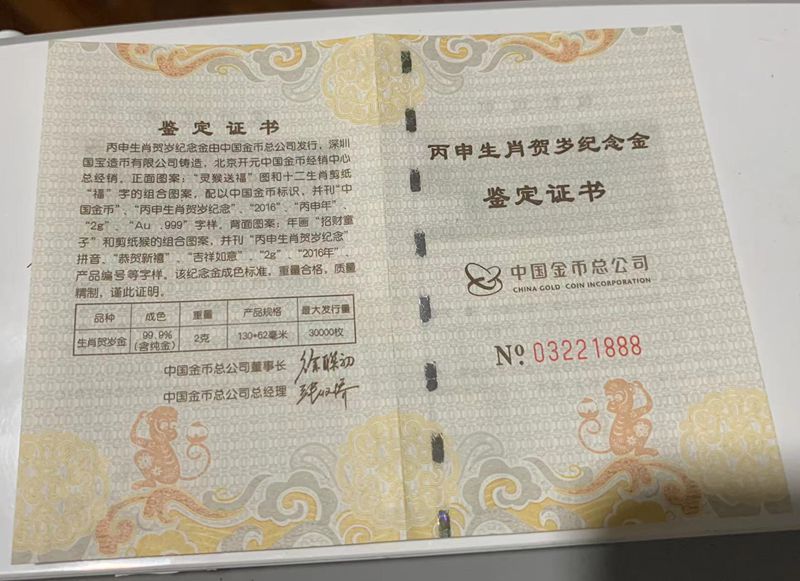 鉴定证书
丙申生肖贺岁纪念金由中国金币总公司发行，深圳
国宝造币有限公司铸造，北京开元中国金币经销中心
总经销，正面图案：“灵猴送福”图和十二生肖剪纸
“福”字的组合图案，配以中国金币标识，并刊“中
国金币”、“丙申生肖贺岁纪念”、“2016”、“丙申年”、
“2g”、“Au .999”字样，背面图案：年画“招财童
子”和剪纸猴的组合图案，并刊“丙申生肖贺岁纪念”
拼音、“恭贺新禧”、“吉祥如意”、“2g”、“2016年”、
产品编号等字样。该纪念金成色标准，重量合格，质量
精制，谨此证明。
品种 成色 重量 产品规格 最大发行量
生肖贺岁金 99.9% (含纯金) 2克 130*62毫米 30000枚
中国金币总公司董事长
中国金币总公司总经理
丙申生肖贺岁纪念金
鉴定证书
中国金币总公司
CHINA GOLD COIN INCORPORATION
No. 03221888